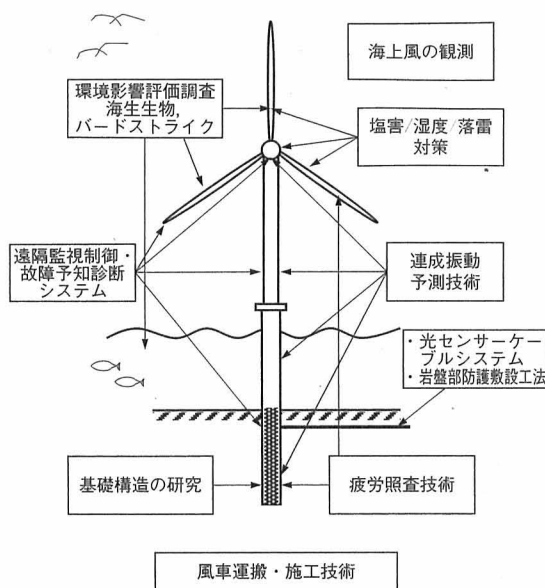 海上風の観測
環境影響評価調査
海生生物,
バードストライク
塩害/湿度/落雷
対策
遠隔監視制御・
故障予知診断
システム
連成振動
予測技術
・光センサーケー
ブルシステム
・岩盤部防護敷設工法
基礎構造の研究
疲労照査技術
風車運搬・施工技術